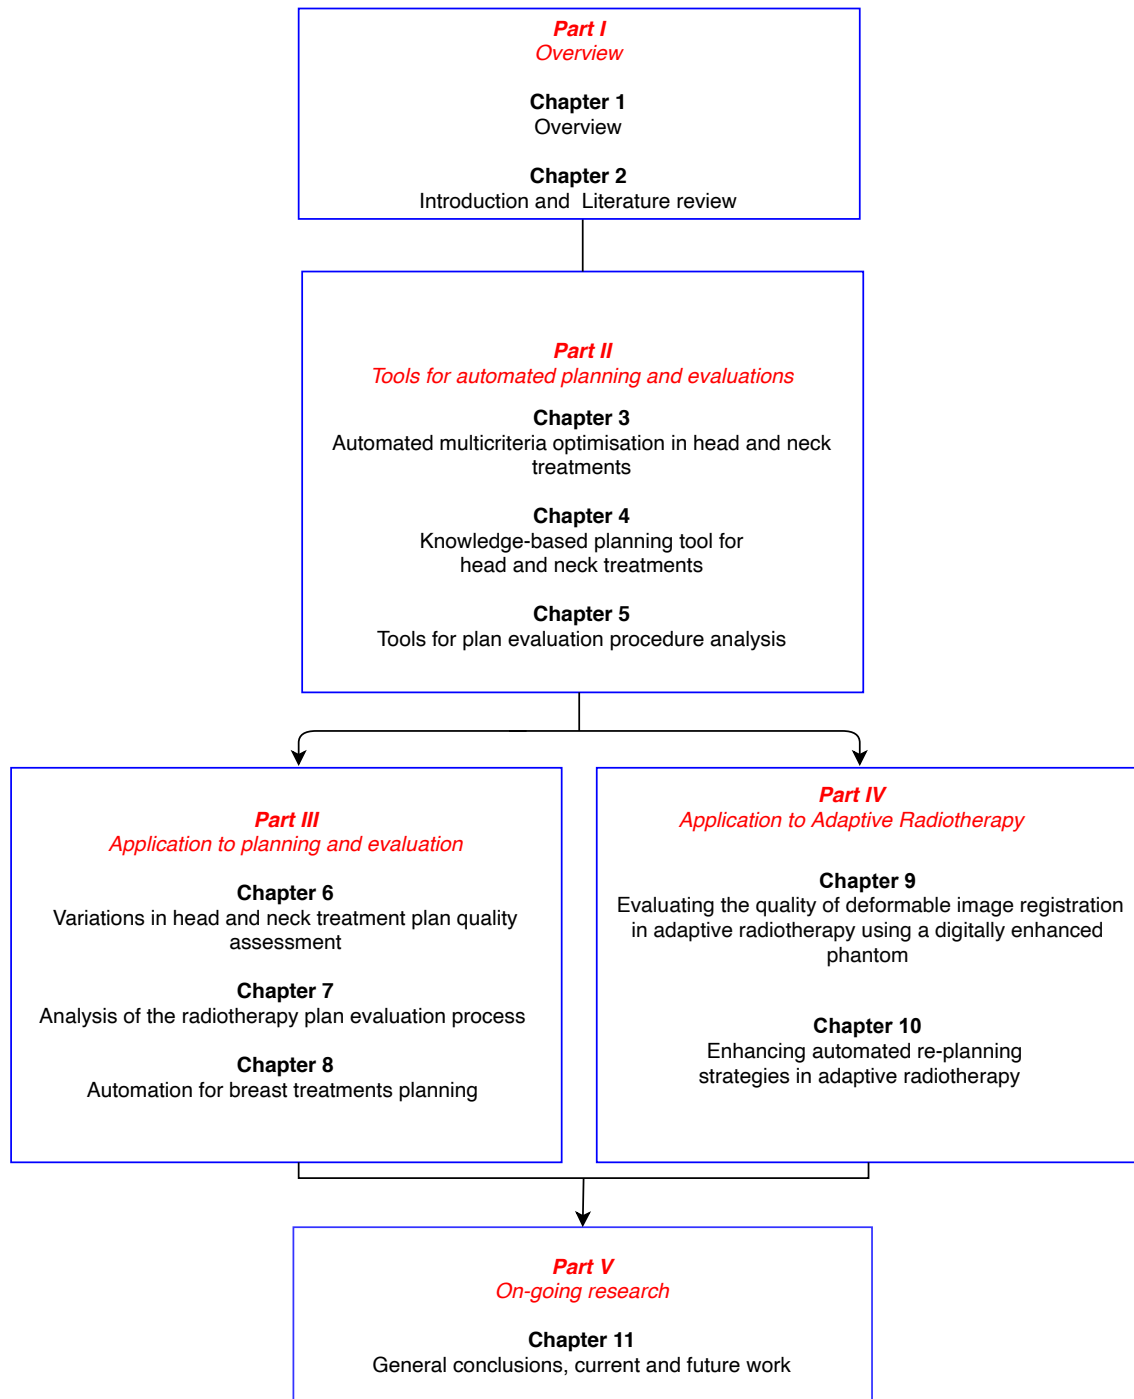 Part I
Overview
Chapter 1
Overview
Chapter 2
Introduction and  Literature review
Part II
Tools for automated planning and evaluations
Chapter 3
Automated multicriteria optimisation in head and neck
treatments
Chapter 4
Knowledge-based planning tool for
head and neck treatments
Chapter 5
Tools for plan evaluation procedure analysis
Part III
Application to planning and evaluation
Chapter 6
Variations in head and neck treatment plan quality
assessment
Chapter 7
Analysis of the radiotherapy plan evaluation process
Chapter 8
Automation for breast treatments planning
Part IV
Application to Adaptive Radiotherapy
Chapter 9
Evaluating the quality of deformable image registration
in adaptive radiotherapy using a digitally enhanced
phantom
Chapter 10
Enhancing automated re-planning
strategies in adaptive radiotherapy
Part V
On-going research
Chapter 11
General conclusions, current and future work